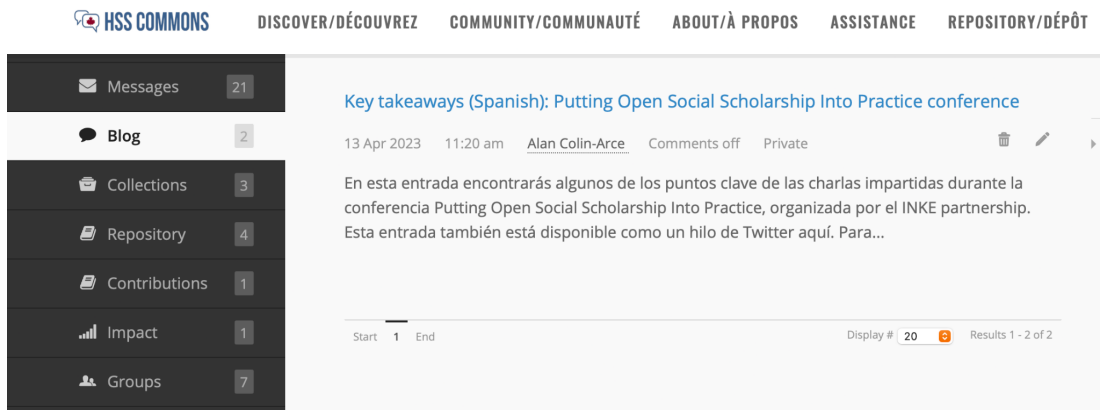 HSS COMMONS
DISCOVER/DÉCOUVREZ COMMUNITY/COMMUNAUTÉ ABOUT/À PROPOS ASSISTANCE REPOSITORY/DÉPÔT
Messages 21
Blog 2
Collections 3
Repository 4
Contributions 1
Impact 1
Groups 7
Key takeaways (Spanish): Putting Open Social Scholarship Into Practice conference
13 Apr 2023 11:20 am Alan Colin-Arce Comments off Private
En esta entrada encontrarás algunos de los puntos clave de las charlas impartidas durante la
conferencia Putting Open Social Scholarship Into Practice, organizada por el INKE partnership.
Esta entrada también está disponible como un hilo de Twitter aquí. Para...
Start 1 End
Display # 20 Results 1 - 2 of 2